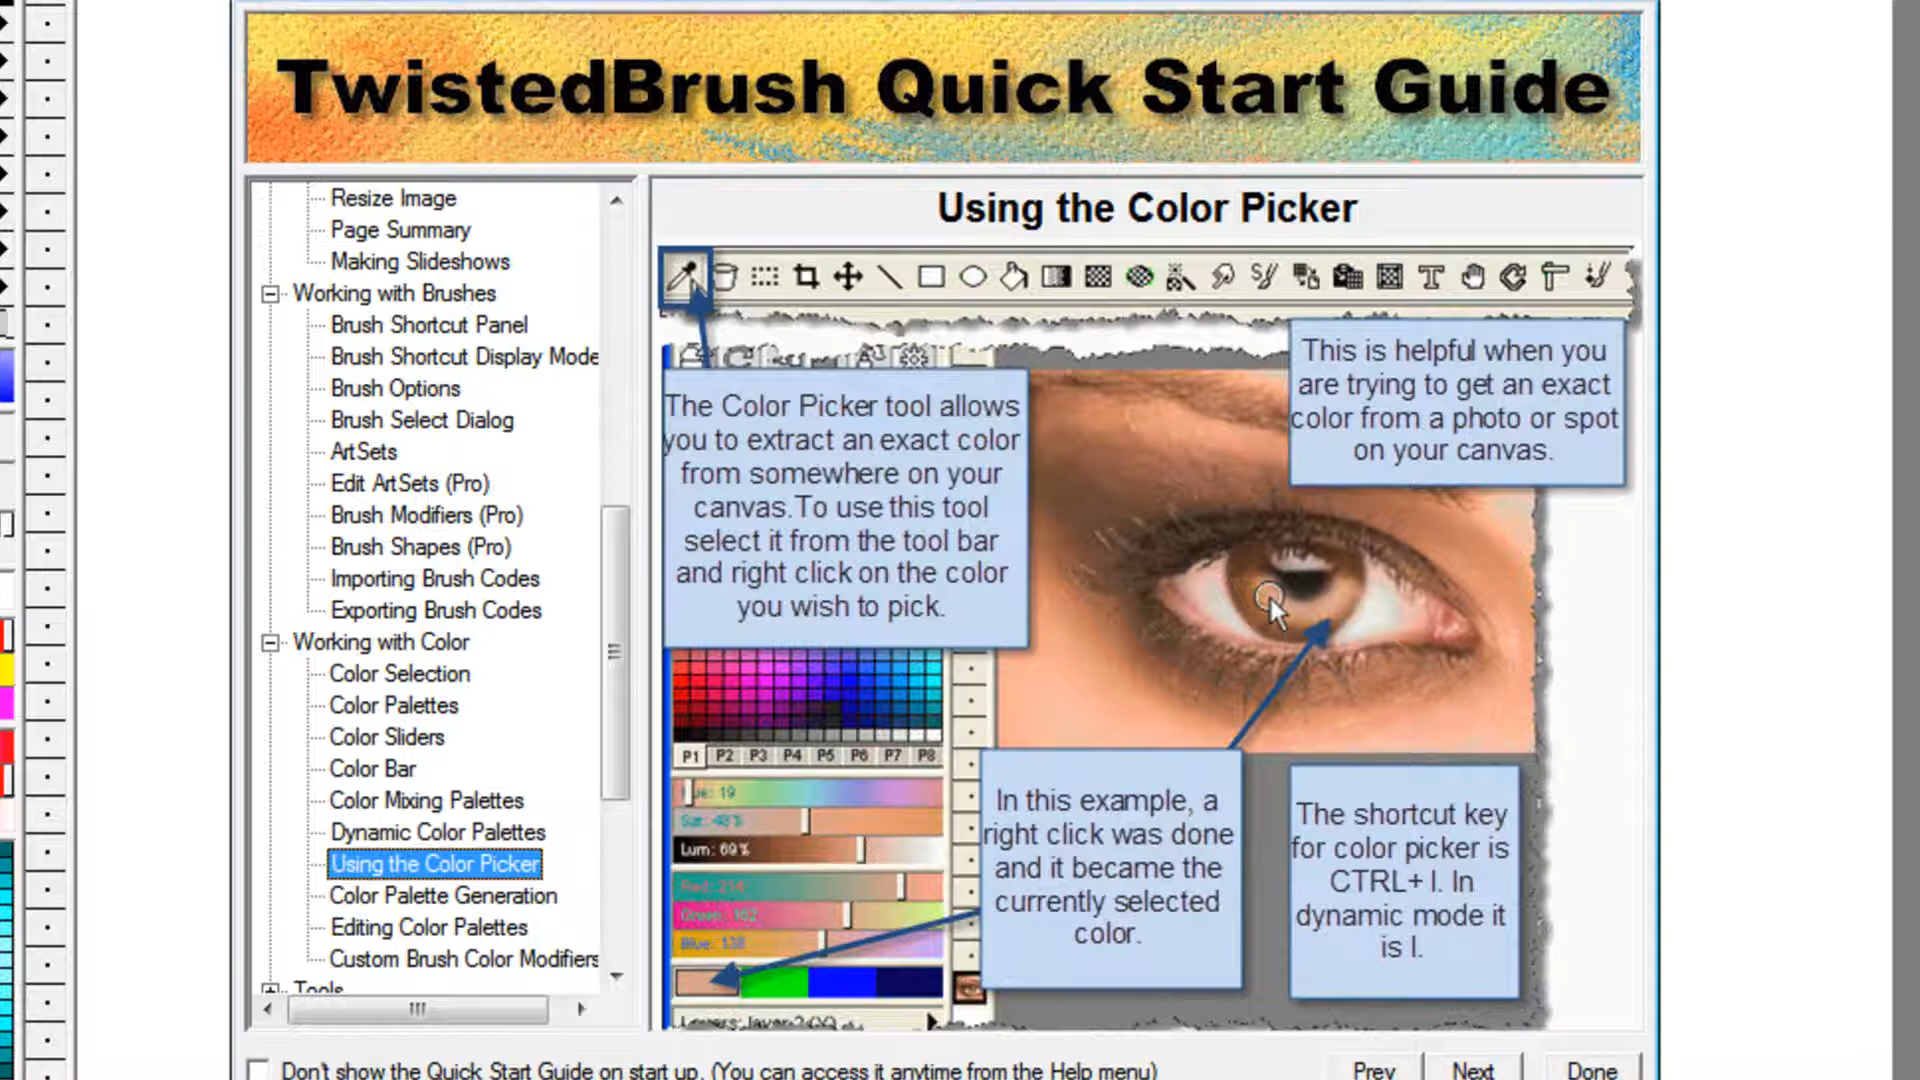 TwistedBrush Quick Start Guide
Resize Image
Page Summary
Making Slideshows
Working with Brushes
Brush Shortcut Panel
Brush Shortcut Display Mode
Brush Options
Brush Select Dialog
ArtSets
Edit ArtSets (Pro)
Brush Modifiers (Pro)
Brush Shapes (Pro)
Importing Brush Codes
Exporting Brush Codes
Working with Color
Color Selection
Color Palettes
Color Sliders
Color Bar
Color Mixing Palettes
Dynamic Color Palettes
Using the Color Picker
Color Palette Generation
Editing Color Palettes
Custom Brush Color Modifiers
Tools
Using the Color Picker
The Color Picker tool allows
you to extract an exact color
from somewhere on your
canvas.To use this tool
select it from the tool bar
and right click on the color
you wish to pick.
This is helpful when you
are trying to get an exact
color from a photo or spot
on your canvas.
P1 P2 P3 P4 P5 P6 P7 P8
Sat: 48%
Lum: 69%
Red: 214
Green: 162
Blue: 138
In this example, a
right click was done
and it became the
currently selected
color.
The shortcut key
for color picker is
CTRL+ I. In
dynamic mode it
is I.
Don't show the Quick Start Guide on start up. (You can access it anytime from the Help menu)
Prev
Next
Done